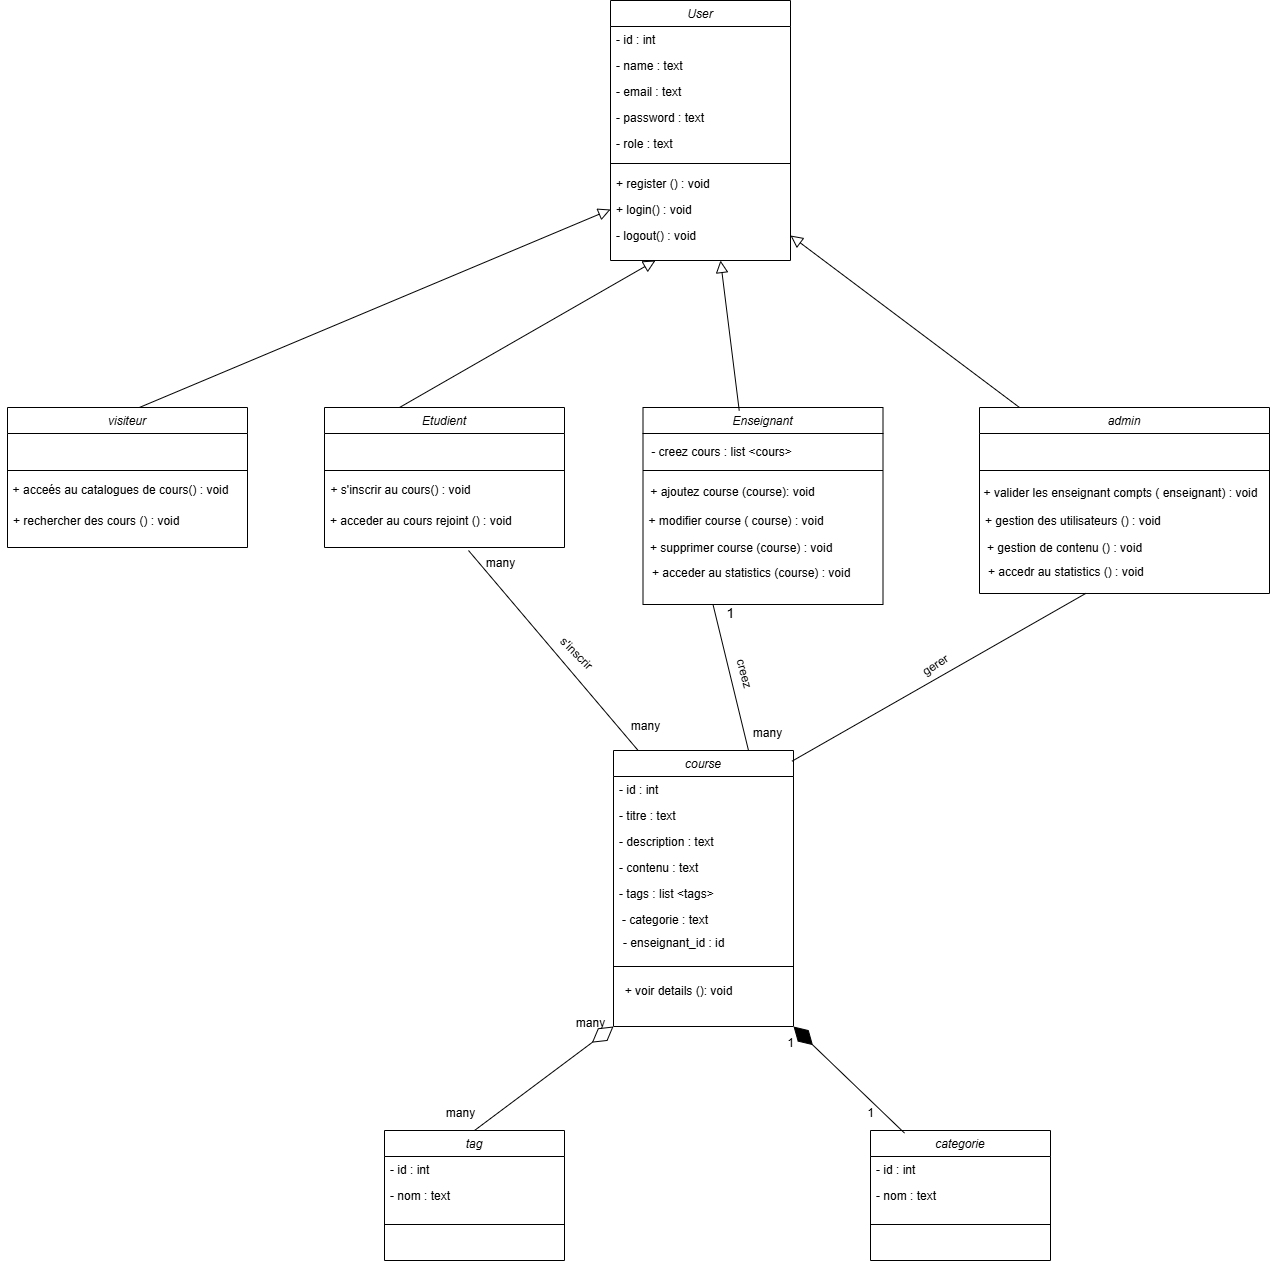 User
- id : int
- name : text
- email : text
- password : text
- role : text
+ register () : void
+ login() : void
- logout() : void
visiteur
+ acceés au catalogues de cours() : void
+ rechercher des cours () : void
Etudient
+ s'inscrir au cours() : void
+ acceder au cours rejoint () : void
Enseignant
- creez cours : list <cours>
+ ajoutez course (course): void
+ modifier course ( course) : void
+ supprimer course (course) : void
+ acceder au statistics (course) : void
admin
+ valider les enseignant compts ( enseignant) : void
+ gestion des utilisateurs () : void
+ gestion de contenu () : void
+ accedr au statistics () : void
many
s'inscrir
many
1
creez
many
gerer
course
- id : int
- titre : text
- description : text
- contenu : text
- tags : list <tags>
- categorie : text
- enseignant_id : id
+ voir details (): void
many
many
1
1
tag
- id : int
- nom : text
categorie
- id : int
- nom : text